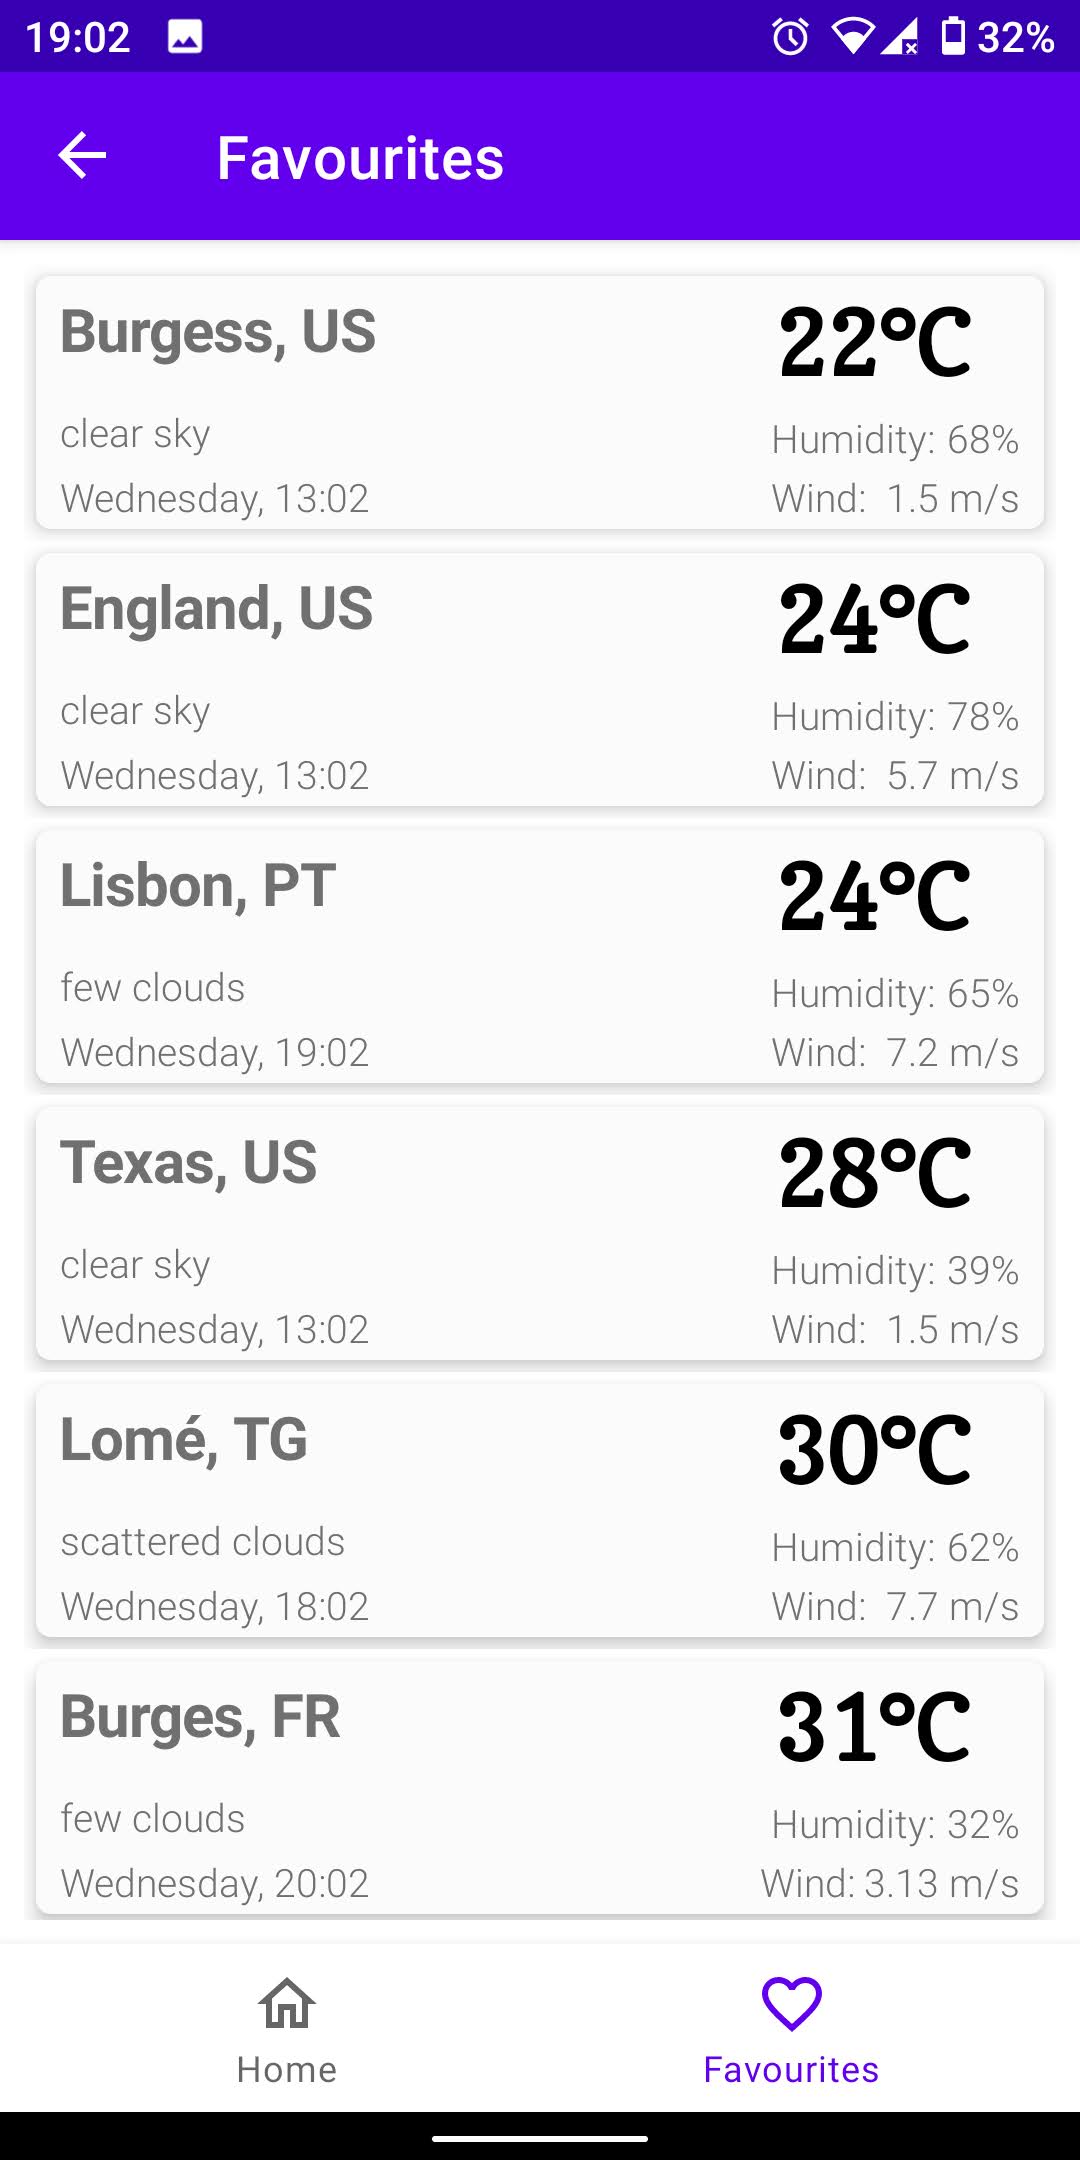 19:02 32%
Favourites
Burgess, US 22°C
clear sky Humidity: 68%
Wednesday, 13:02 Wind: 1.5 m/s
England, US 24°C
clear sky Humidity: 78%
Wednesday, 13:02 Wind: 5.7 m/s
Lisbon, PT 24°C
few clouds Humidity: 65%
Wednesday, 19:02 Wind: 7.2 m/s
Texas, US 28°C
clear sky Humidity: 39%
Wednesday, 13:02 Wind: 1.5 m/s
Lomé, TG 30°C
scattered clouds Humidity: 62%
Wednesday, 18:02 Wind: 7.7 m/s
Burges, FR 31°C
few clouds Humidity: 32%
Wednesday, 20:02 Wind: 3.13 m/s
Home Favourites